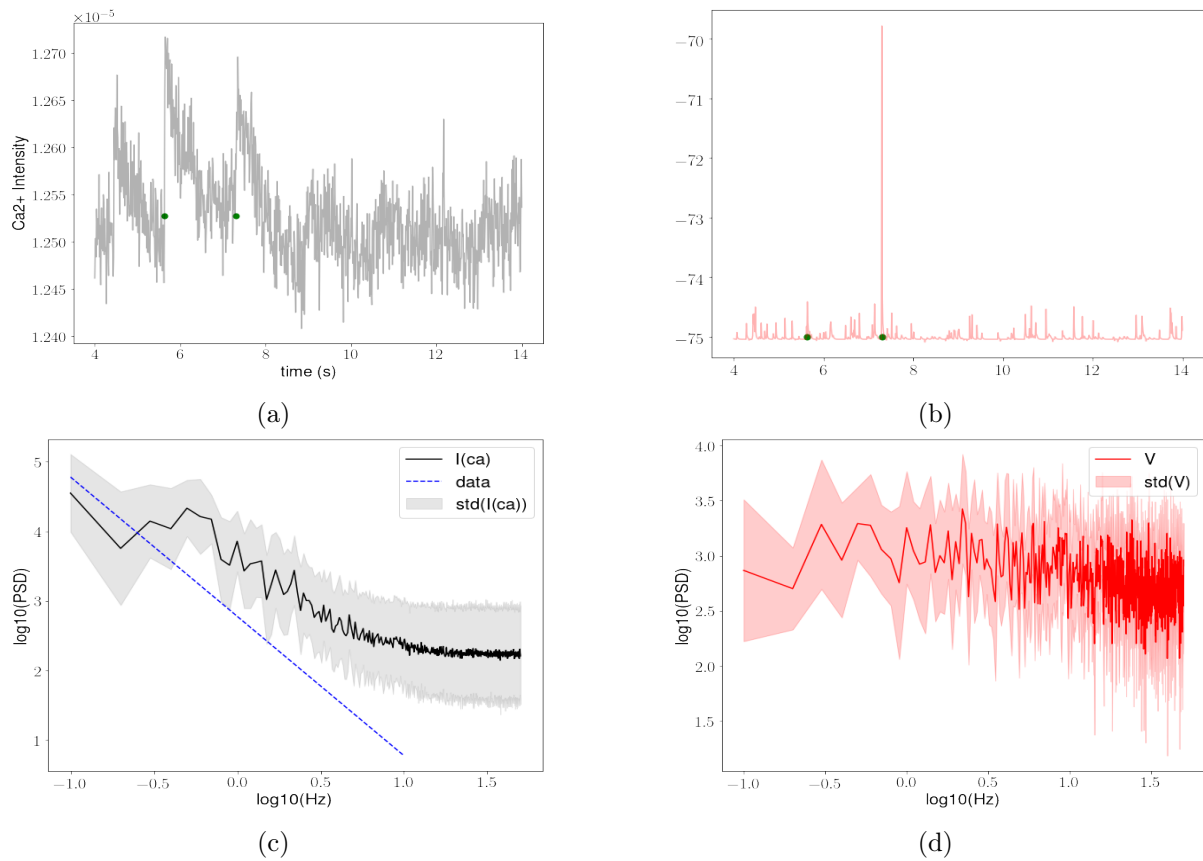 ×10⁻⁵
1.270
1.265
1.260
1.255
1.250
1.245
1.240
Ca2+ Intensity
4 6 8 10 12 14
time (s)
(a)
−70
−71
−72
−73
−74
−75
4 6 8 10 12 14
(b)
5
4
3
2
1
log10(PSD)
I(ca)
data
std(I(ca))
−1.0 −0.5 0.0 0.5 1.0 1.5
log10(Hz)
(c)
4.0
3.5
3.0
2.5
2.0
1.5
log10(PSD)
V
std(V)
−1.0 −0.5 0.0 0.5 1.0 1.5
log10(Hz)
(d)